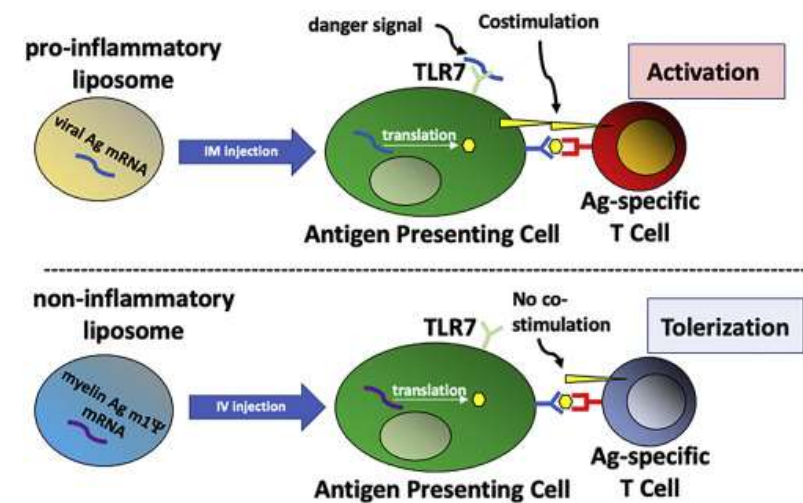 pro-inflammatory
liposome
viral Ag mRNA
IM injection
danger signal
TLR7
Costimulation
translation
Activation
Antigen Presenting Cell
Ag-specific
T Cell
non-inflammatory
liposome
myelin Ag m1Ψ
mRNA
IV injection
TLR7
No co-
stimulation
translation
Tolerization
Antigen Presenting Cell
Ag-specific
T Cell